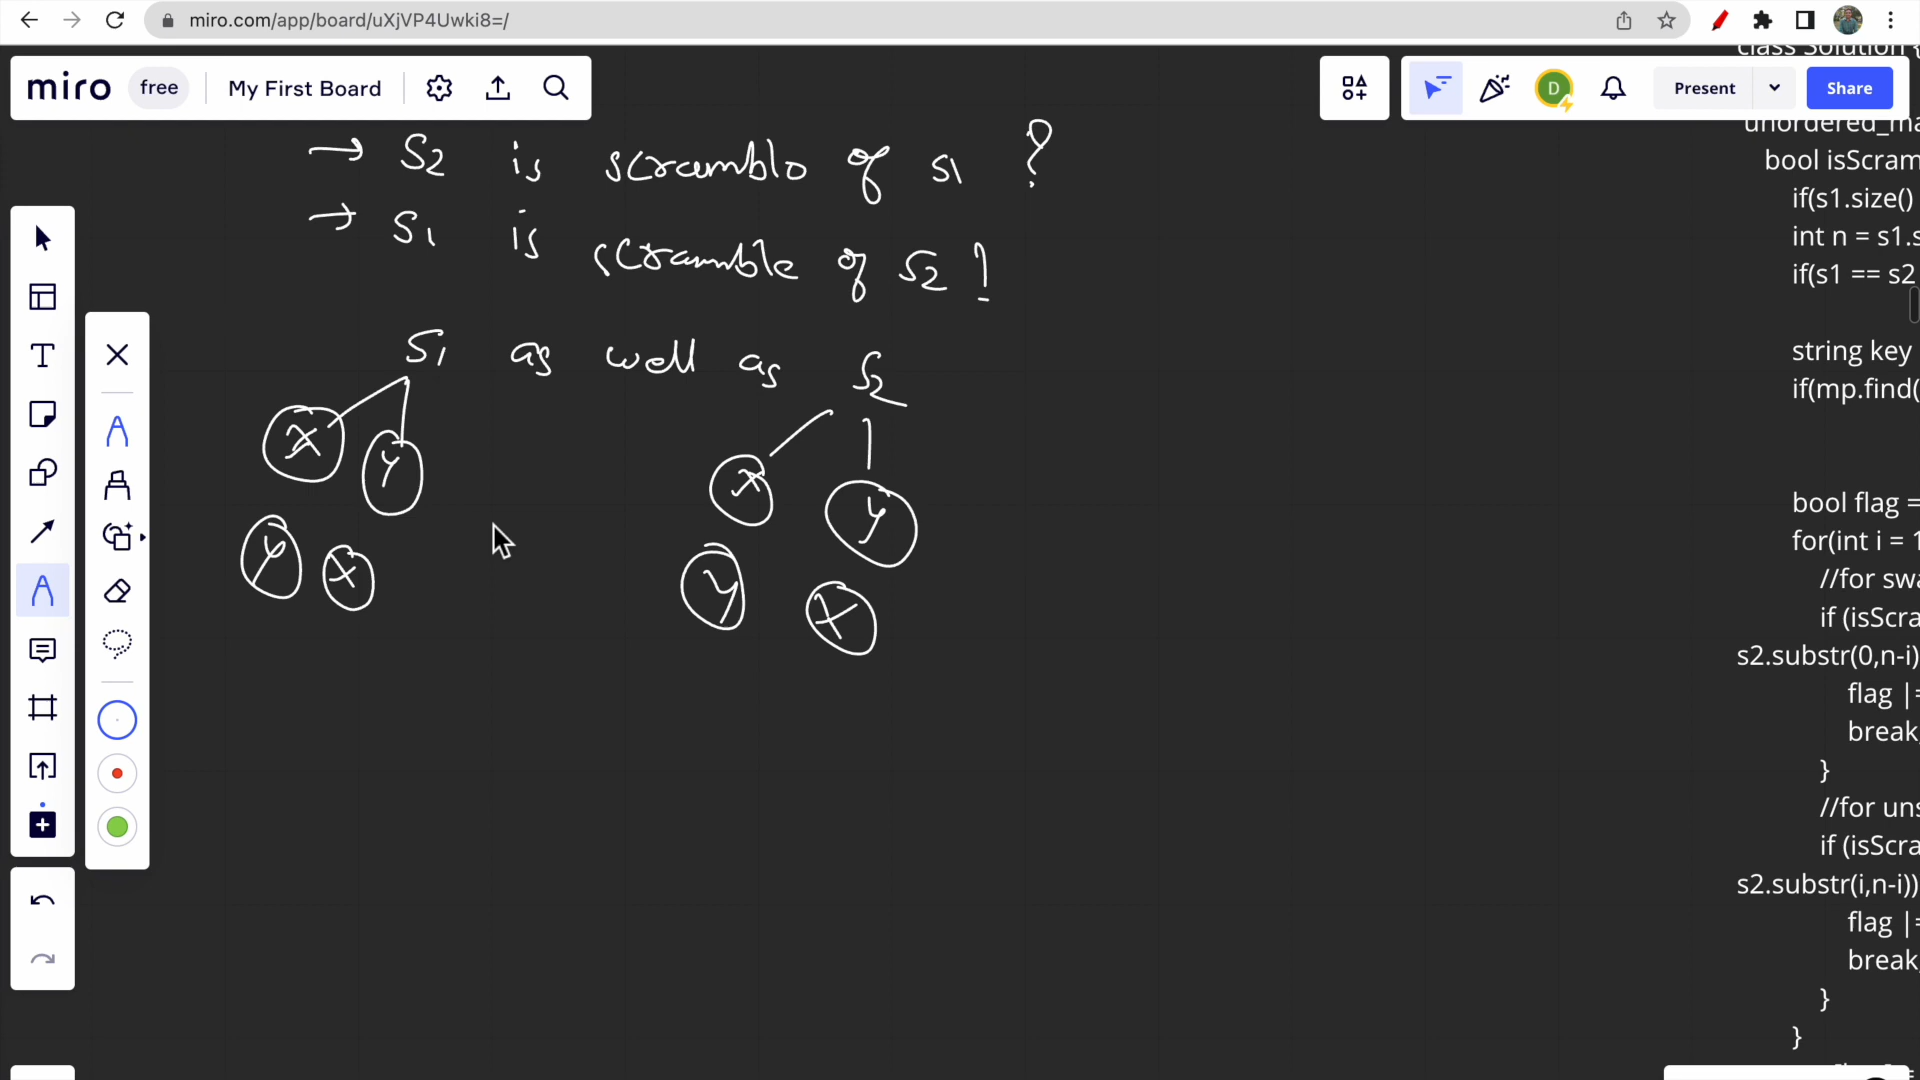 miro.com/app/board/uXjVP4Uwki8=/
miro free My First Board
D Present Share
class Solution {
unordered_ma
→ S2 is scramblo of s1 ?
bool isScram
if(s1.size()
→ S1 is scramble of S2 !
int n = s1.s
if(s1 == s2
S1 as well as S2
string key
if(mp.find(
X Y
X Y
bool flag =
for(int i = 1
//for swa
if (isScra
Y X
Y X
s2.substr(0,n-i)
flag |=
break,
}
//for uns
if (isScra
s2.substr(i,n-i))
flag |=
break,
}
}